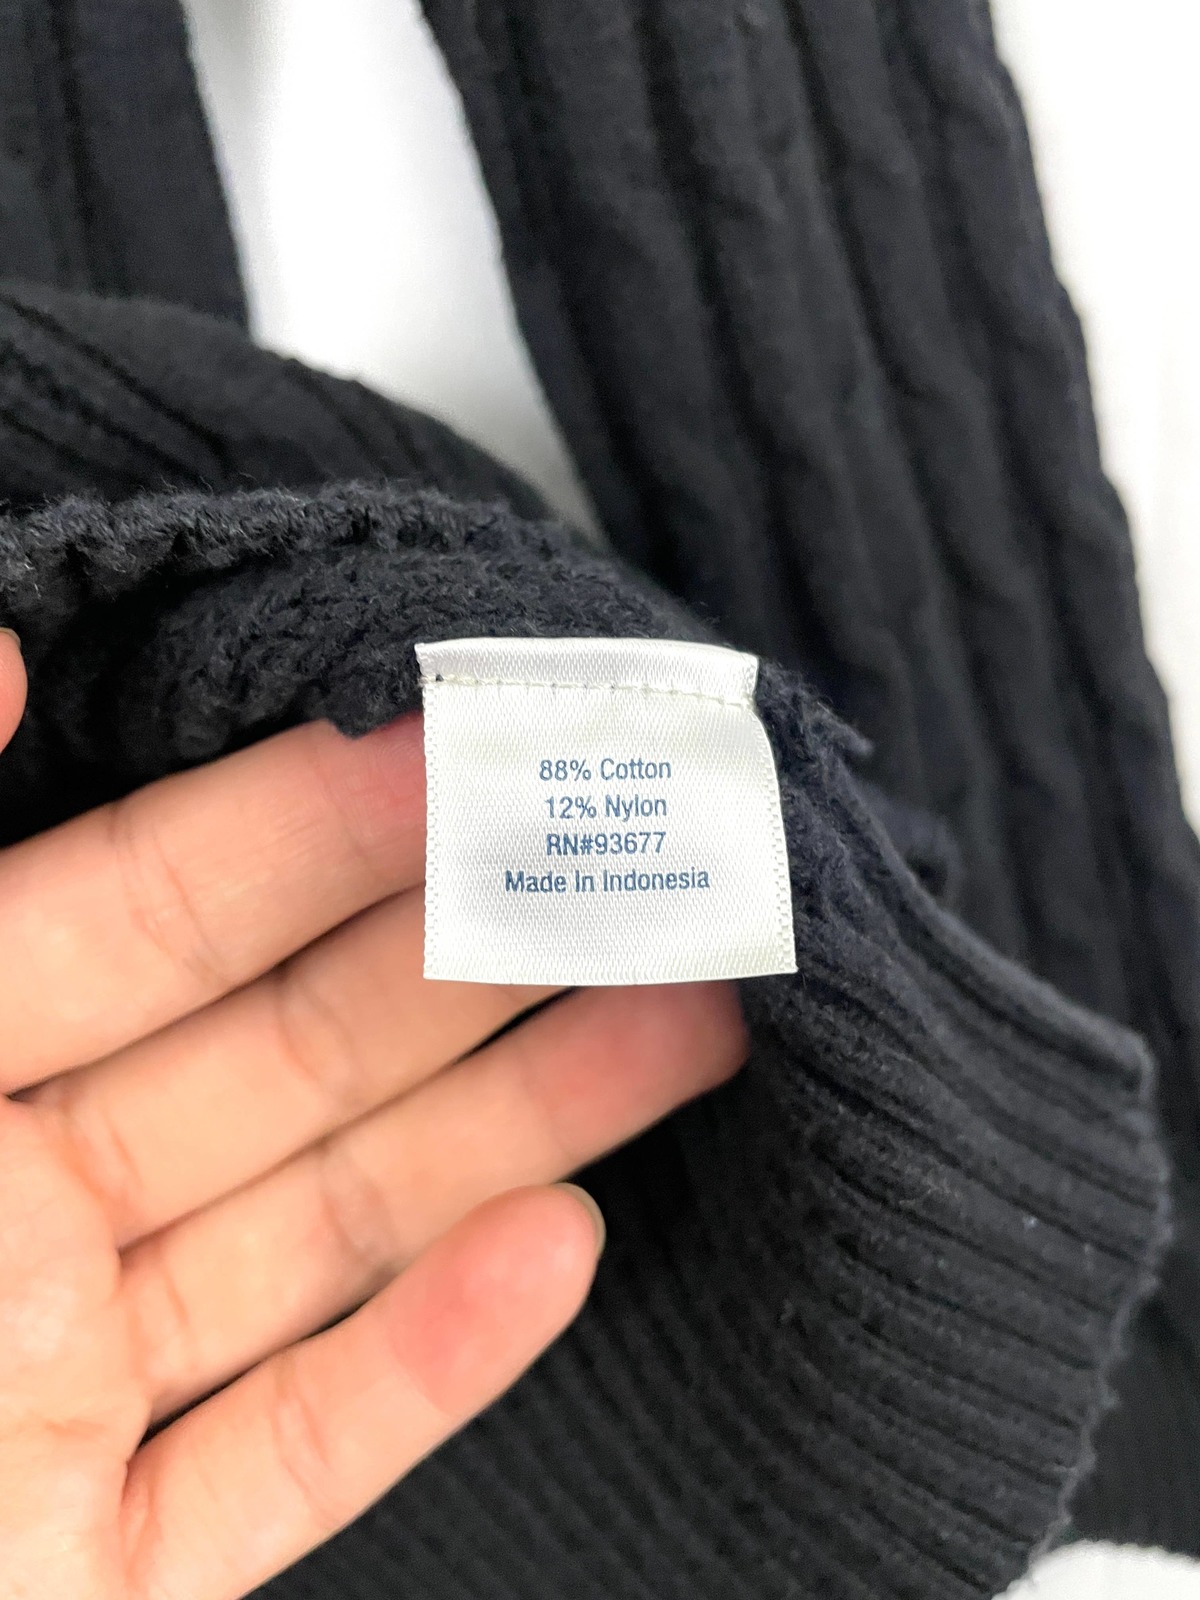 88% Cotton
12% Nylon
RN#93677
Made In Indonesia